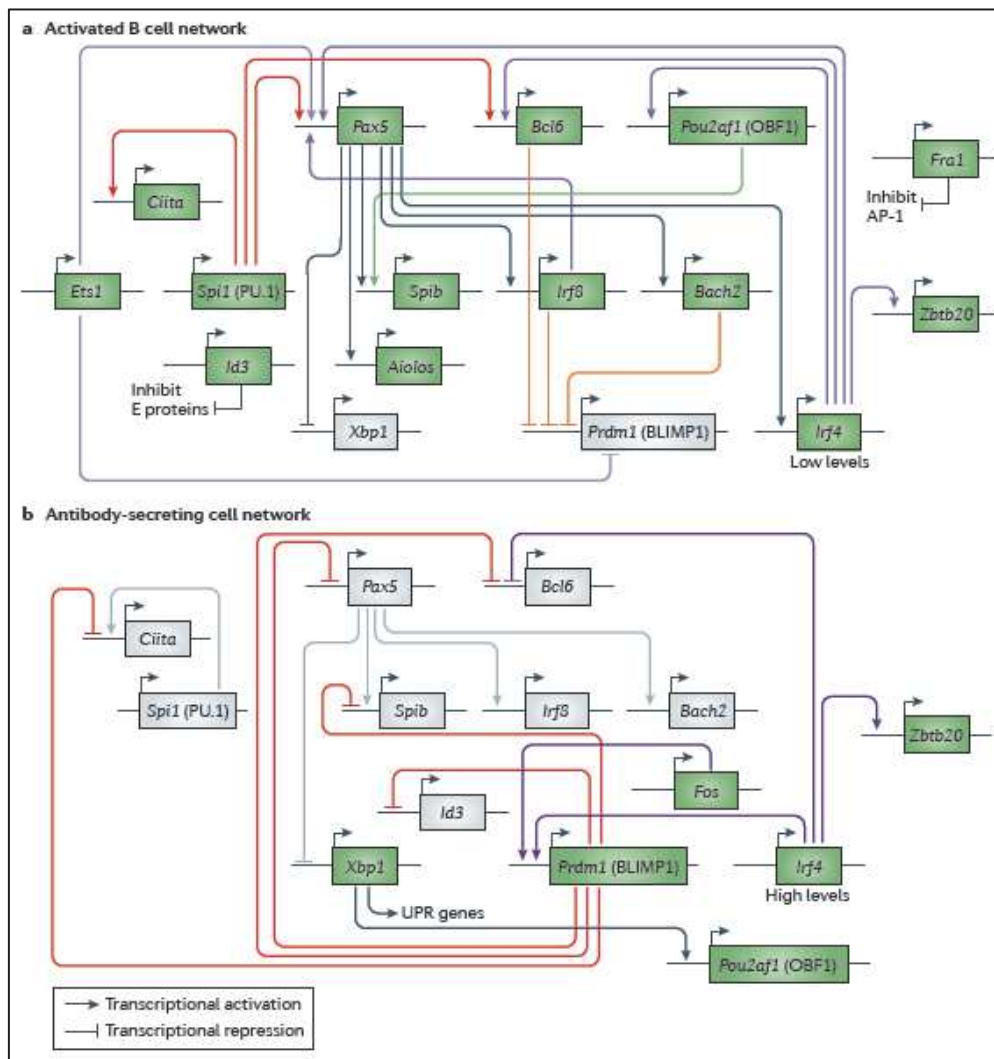 a Activated B cell network
Pax5
Bcl6
Pou2af1 (OBF1)
Fra1
Inhibit
AP-1
Ciita
Ets1
Spi1 (PU.1)
Spib
Irf8
Bach2
Zbtb20
Id3
Aiolos
Inhibit
E proteins
Xbp1
Prdm1 (BLIMP1)
Irf4
Low levels
b Antibody-secreting cell network
Pax5
Bcl6
Ciita
Spi1 (PU.1)
Spib
Irf8
Bach2
Zbtb20
Fos
Id3
Xbp1
Prdm1 (BLIMP1)
Irf4
High levels
UPR genes
Pou2af1 (OBF1)
Transcriptional activation
Transcriptional repression